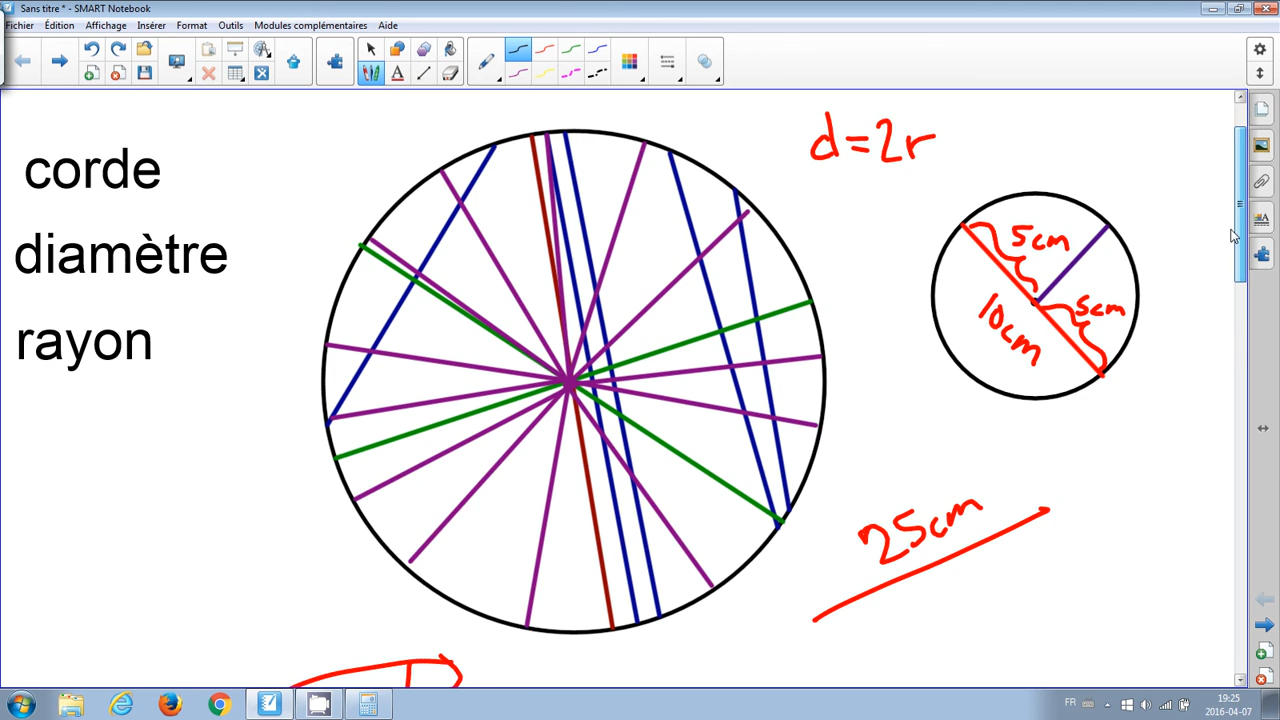 Sans titre * - SMART Notebook
Fichier Édition Affichage Insérer Format Outils Modules complémentaires Aide
corde
diamètre
rayon
d=2r
5cm
5cm
10cm
25cm
FR
19:25
2016-04-07